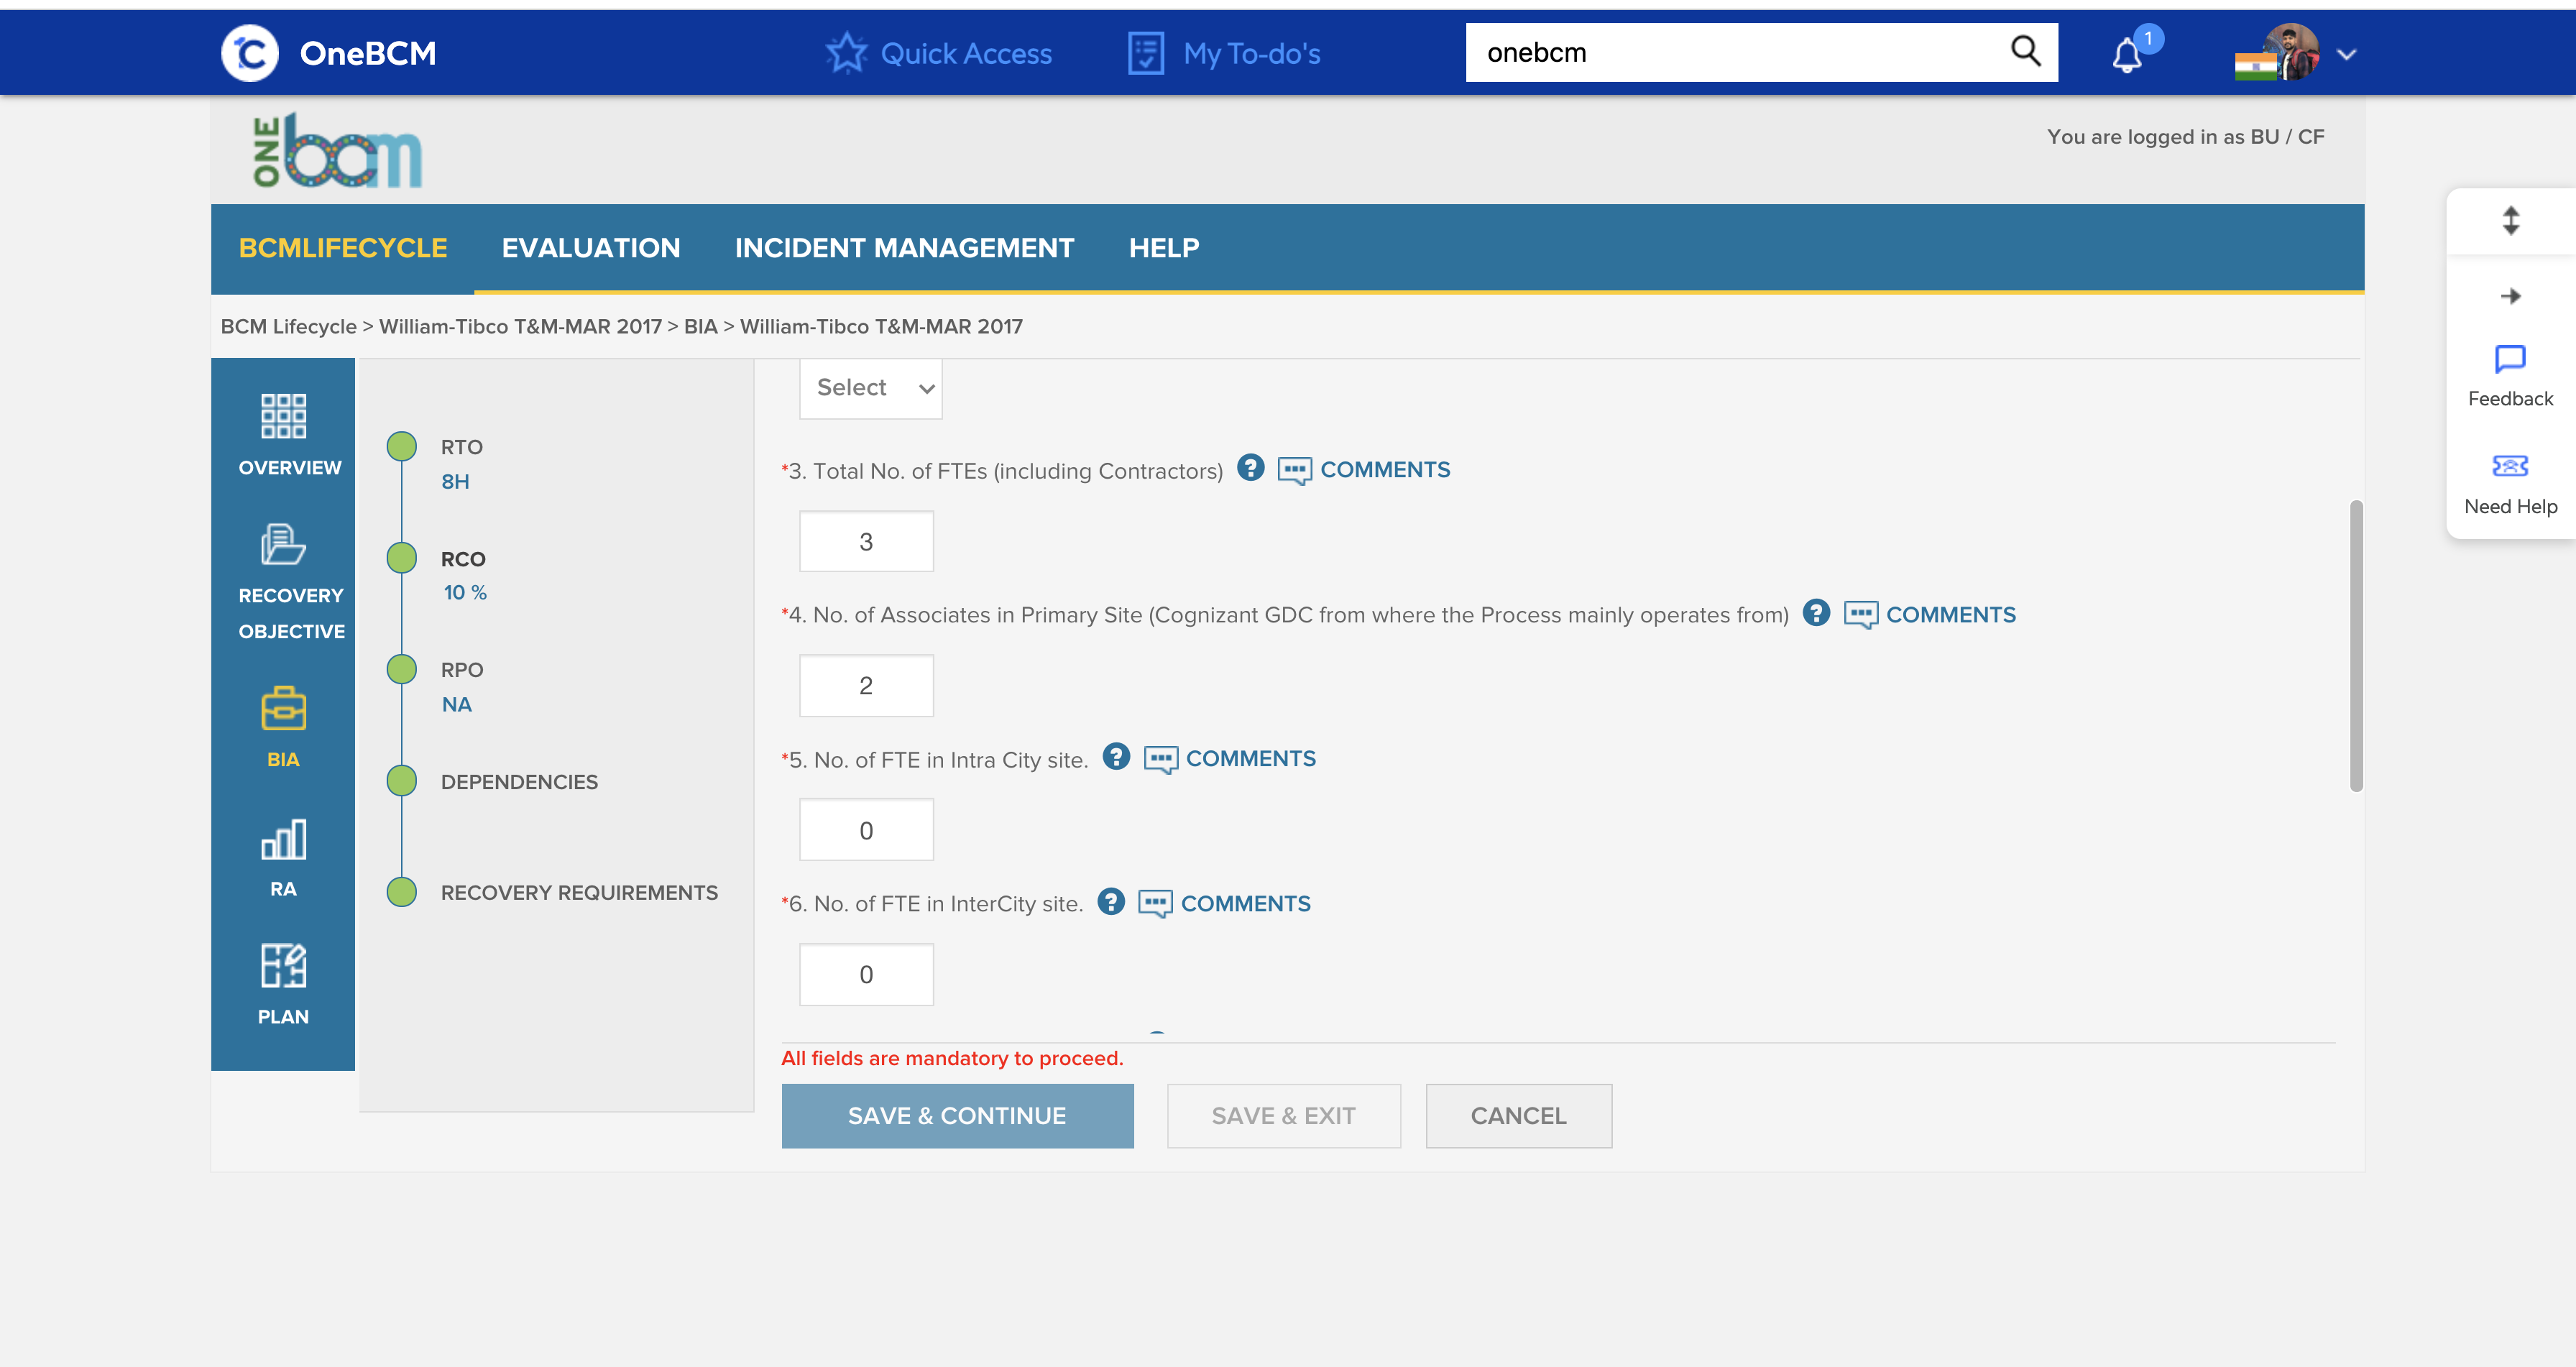 OneBCM
Quick Access
My To-do's
onebcm
1
ONE bcm
You are logged in as BU / CF
BCMLIFECYCLE EVALUATION INCIDENT MANAGEMENT HELP
BCM Lifecycle > William-Tibco T&M-MAR 2017 > BIA > William-Tibco T&M-MAR 2017
OVERVIEW
RECOVERY
OBJECTIVE
BIA
RA
PLAN
RTO
8H
RCO
10 %
RPO
NA
DEPENDENCIES
RECOVERY REQUIREMENTS
Select
*3. Total No. of FTEs (including Contractors) ? COMMENTS
3
*4. No. of Associates in Primary Site (Cognizant GDC from where the Process mainly operates from) ? COMMENTS
2
*5. No. of FTE in Intra City site. ? COMMENTS
0
*6. No. of FTE in InterCity site. ? COMMENTS
0
All fields are mandatory to proceed.
SAVE & CONTINUE
SAVE & EXIT
CANCEL
Feedback
Need Help